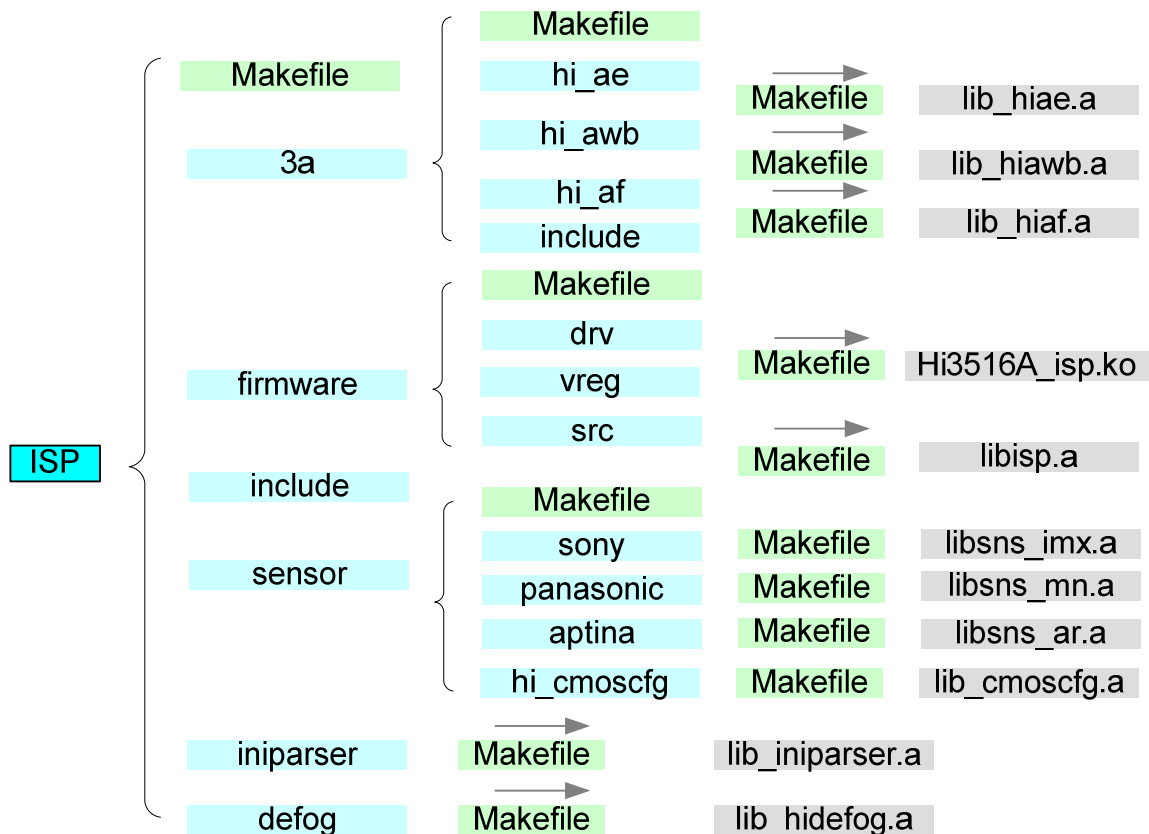 Makefile
Makefile
hi_ae
Makefile
lib_hiae.a
hi_awb
3a
Makefile
lib_hiawb.a
hi_af
Makefile
lib_hiaf.a
include
Makefile
drv
Makefile
Hi3516A_isp.ko
firmware
vreg
src
ISP
Makefile
libisp.a
include
Makefile
sony
Makefile
libsns_imx.a
sensor
panasonic
Makefile
libsns_mn.a
aptina
Makefile
libsns_ar.a
hi_cmoscfg
Makefile
lib_cmoscfg.a
iniparser
Makefile
lib_iniparser.a
defog
Makefile
lib_hidefog.a